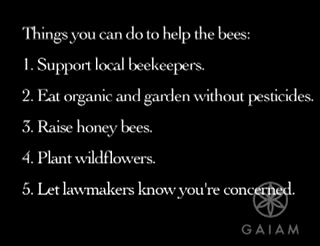 Things you can do to help the bees:
1. Support local beekeepers.
2. Eat organic and garden without pesticides.
3. Raise honey bees.
4. Plant wildflowers.
5. Let lawmakers know you're concerned.
GAIAM